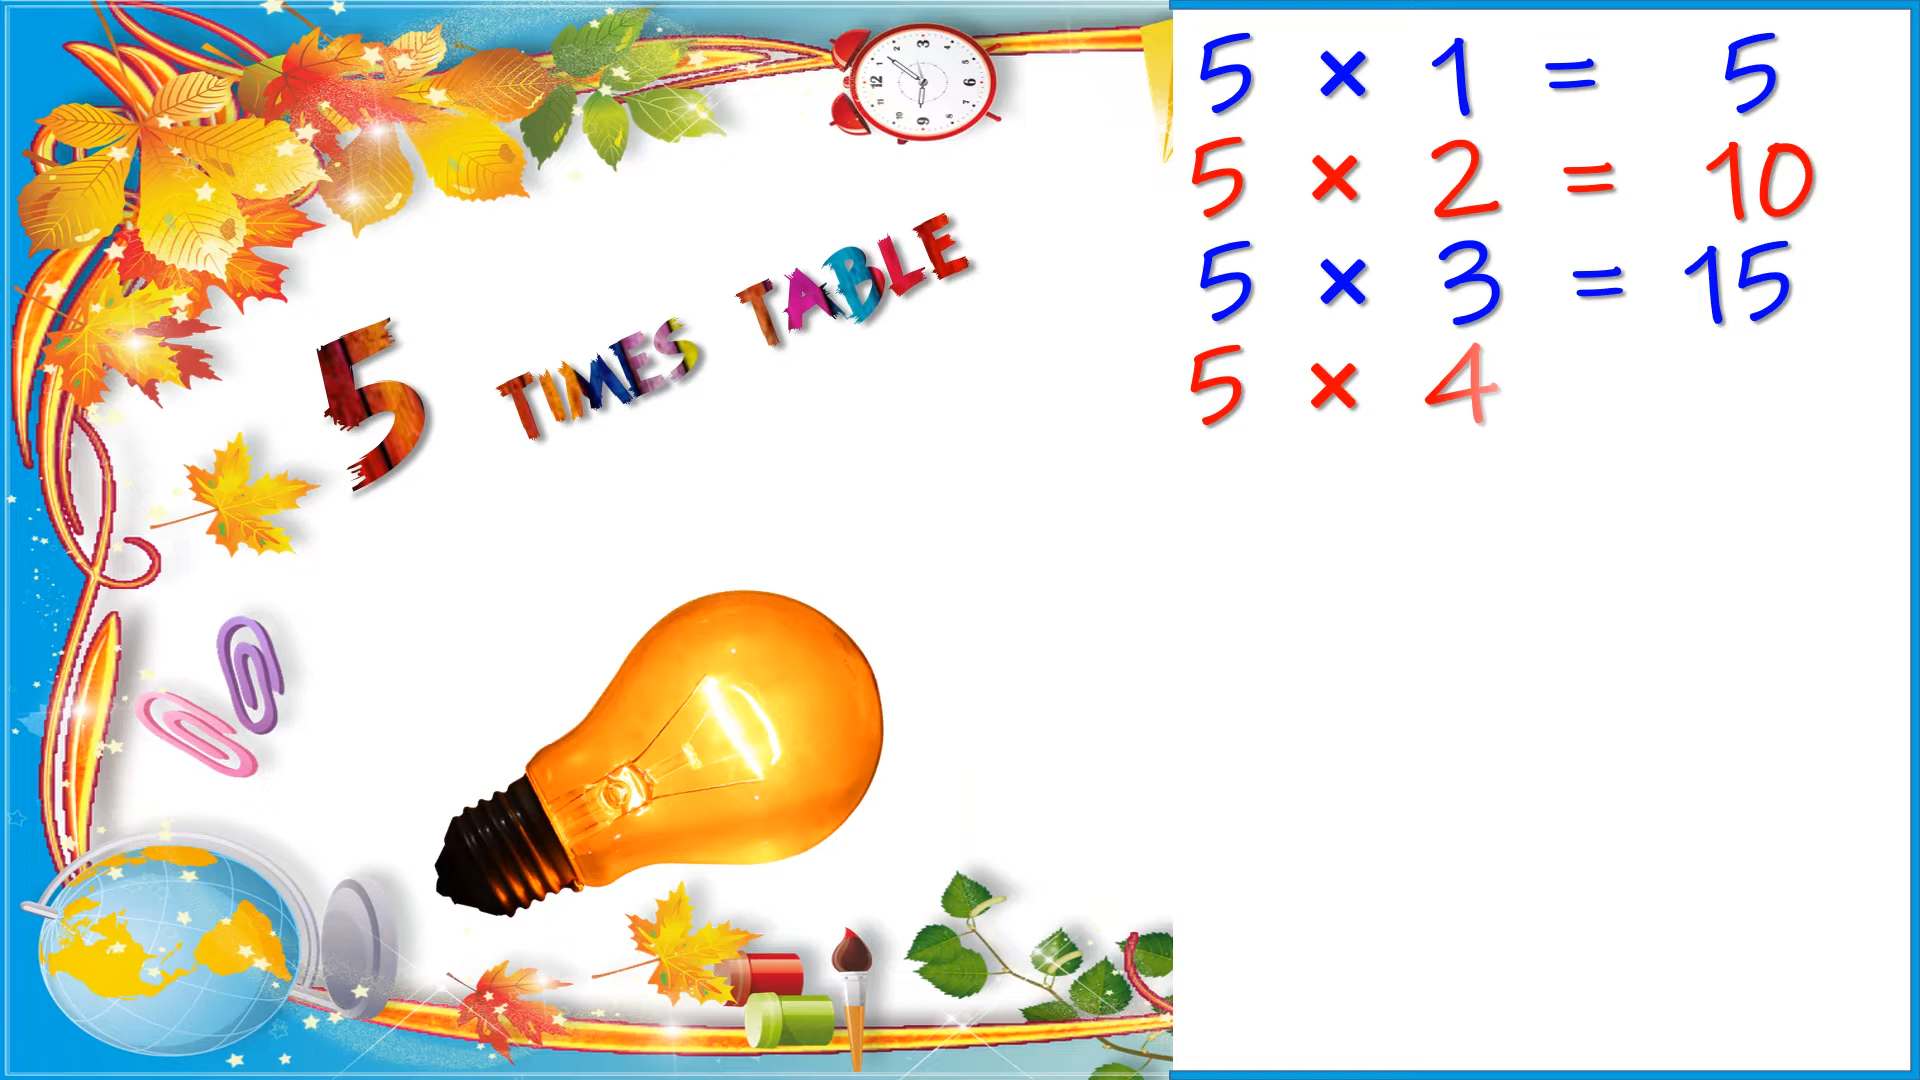 5 TIMES TABLE
5 × 1 = 5
5 × 2 = 10
5 × 3 = 15
5 × 4